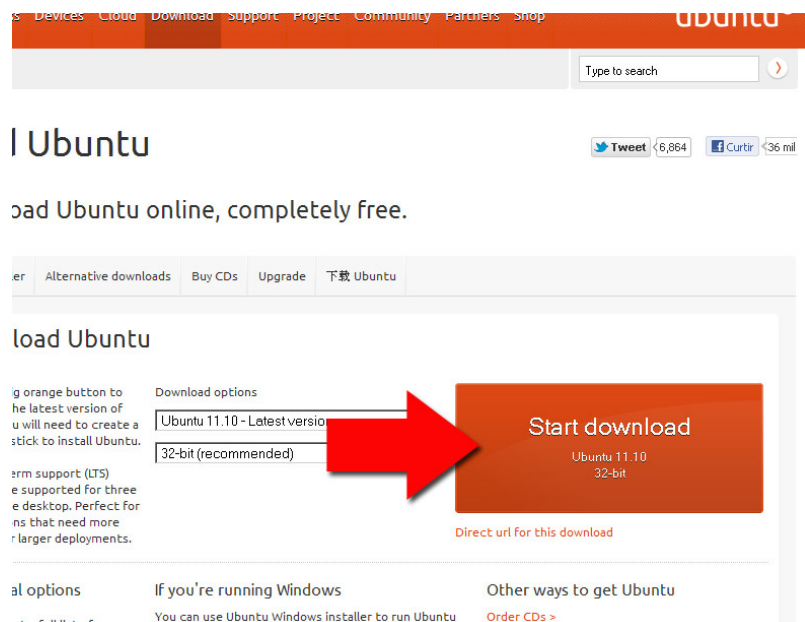 Devices Cloud Download Support Project Community Partners Shop
ubuntu
Type to search
Ubuntu
Tweet 6,864 Curtir 36 mil
Ubuntu online, completely free.
Alternative downloads Buy CDs Upgrade 下载 Ubuntu
load Ubuntu
orange button to
the latest version of
will need to create a
stick to install Ubuntu.
term support (LTS)
supported for three
desktop. Perfect for
that need more
larger deployments.
Download options
Ubuntu 11.10 - Latest versio
32-bit (recommended)
Start download
Ubuntu 11.10
32-bit
Direct url for this download
options
If you're running Windows
You can use Ubuntu Windows installer to run Ubuntu
Other ways to get Ubuntu
Order CDs >